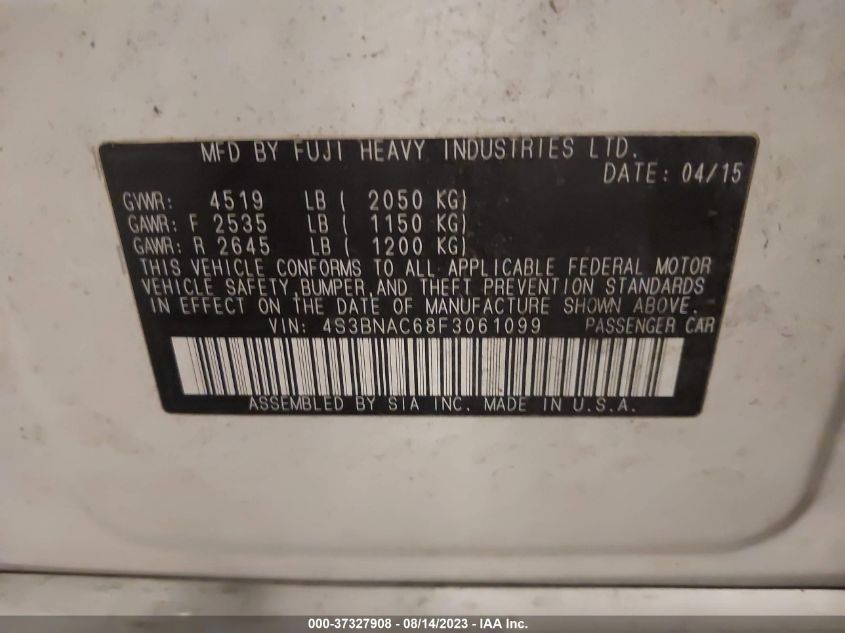 MFD BY FUJI HEAVY INDUSTRIES LTD.
DATE: 04/15
GVWR: 4519 LB ( 2050 KG)
GAWR: F 2535 LB ( 1150 KG)
GAWR: R 2645 LB ( 1200 KG)
THIS VEHICLE CONFORMS TO ALL APPLICABLE FEDERAL MOTOR
VEHICLE SAFETY,BUMPER,AND THEFT PREVENTION STANDARDS
IN EFFECT ON THE DATE OF MANUFACTURE SHOWN ABOVE.
VIN: 4S3BNAC68F3061099 PASSENGER CAR
ASSEMBLED BY SIA INC. MADE IN U.S.A.
000-37327908 - 08/14/2023 - IAA Inc.